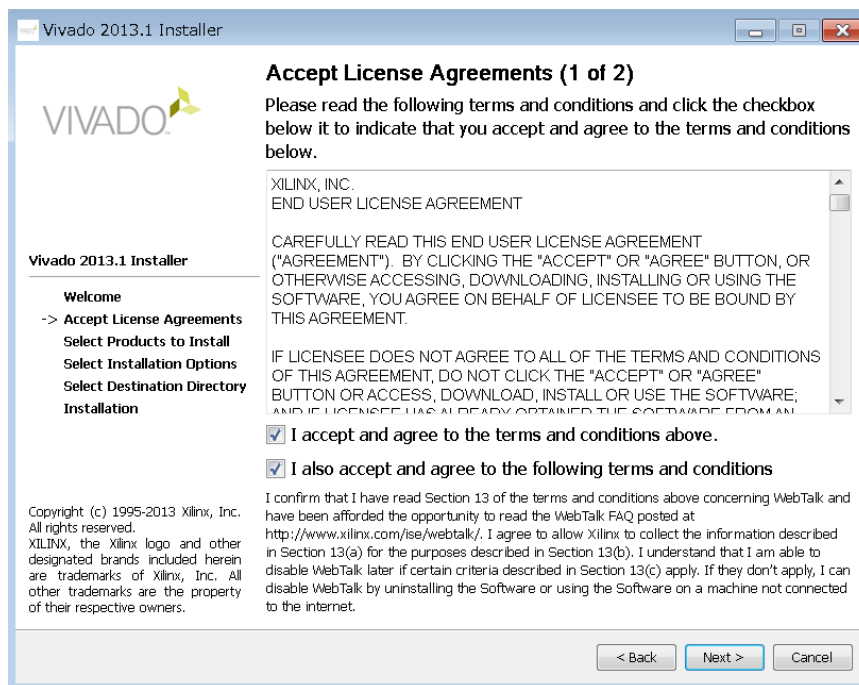 Vivado 2013.1 Installer
VIVADO
Accept License Agreements (1 of 2)
Please read the following terms and conditions and click the checkbox
below it to indicate that you accept and agree to the terms and conditions
below.
XILINX, INC.
END USER LICENSE AGREEMENT
CAREFULLY READ THIS END USER LICENSE AGREEMENT
("AGREEMENT"). BY CLICKING THE "ACCEPT" OR "AGREE" BUTTON, OR
OTHERWISE ACCESSING, DOWNLOADING, INSTALLING OR USING THE
SOFTWARE, YOU AGREE ON BEHALF OF LICENSEE TO BE BOUND BY
THIS AGREEMENT.
IF LICENSEE DOES NOT AGREE TO ALL OF THE TERMS AND CONDITIONS
OF THIS AGREEMENT, DO NOT CLICK THE "ACCEPT" OR "AGREE"
BUTTON OR ACCESS, DOWNLOAD, INSTALL OR USE THE SOFTWARE;
AND IF LICENSEE HAS ALREADY OBTAINED THE SOFTWARE FROM AN
Vivado 2013.1 Installer
Welcome
-> Accept License Agreements
Select Products to Install
Select Installation Options
Select Destination Directory
Installation
I accept and agree to the terms and conditions above.
I also accept and agree to the following terms and conditions
I confirm that I have read Section 13 of the terms and conditions above concerning WebTalk and
have been afforded the opportunity to read the WebTalk FAQ posted at
http://www.xilinx.com/ise/webtalk/. I agree to allow Xilinx to collect the information described
in Section 13(a) for the purposes described in Section 13(b). I understand that I am able to
disable WebTalk later if certain criteria described in Section 13(c) apply. If they don't apply, I can
disable WebTalk by uninstalling the Software or using the Software on a machine not connected
to the internet.
Copyright (c) 1995-2013 Xilinx, Inc.
All rights reserved.
XILINX, the Xilinx logo and other
designated brands included herein
are trademarks of Xilinx, Inc. All
other trademarks are the property
of their respective owners.
< Back
Next >
Cancel